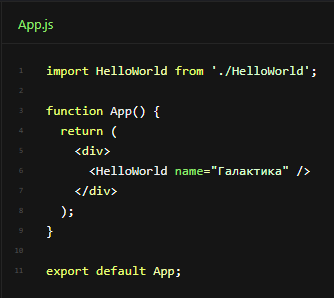 App.js
1 import HelloWorld from './HelloWorld';
2
3 function App() {
4   return (
5     <div>
6       <HelloWorld name="Галактика" />
7     </div>
8   );
9 }
10
11 export default App;